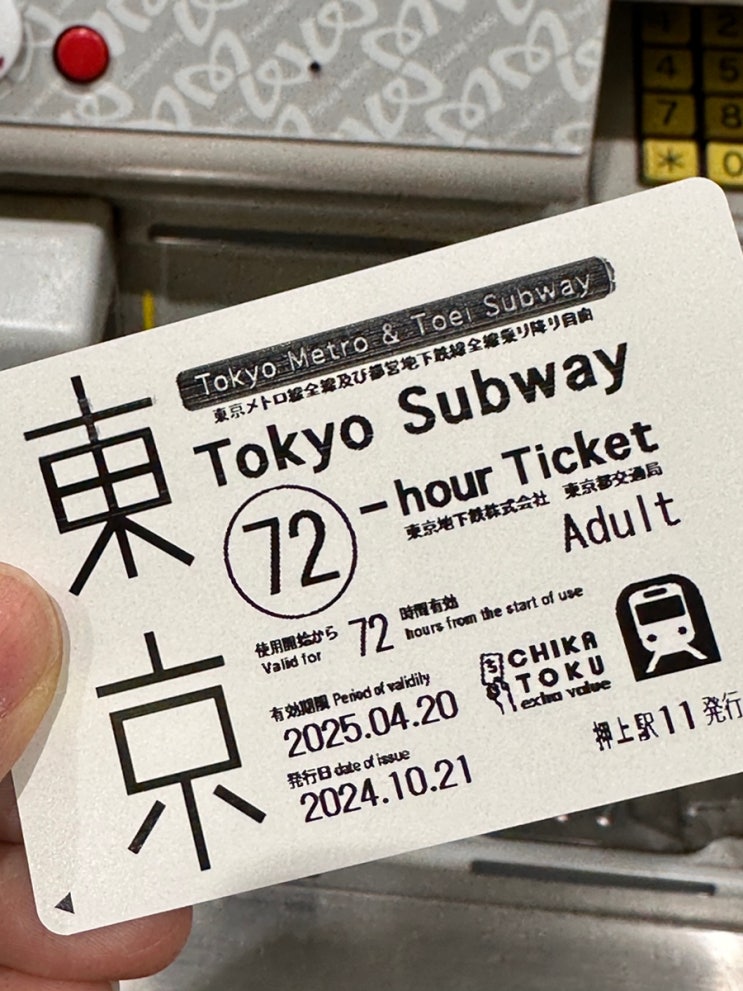 4 5
7 8
* 0
Tokyo Metro & Toei Subway
東京メトロ線全線及び都営地下鉄線全線乗り降り自由
Tokyo Subway
72-hour Ticket
東京地下鉄株式会社 東京都交通局
Adult
東京
使用開始から 72 時間有効
Valid for hours from the start of use
有効期限 Period of validity
2025.04.20
発行日 date of issue
2024.10.21
CHIKA
TOKU
extra value
押上駅11発行